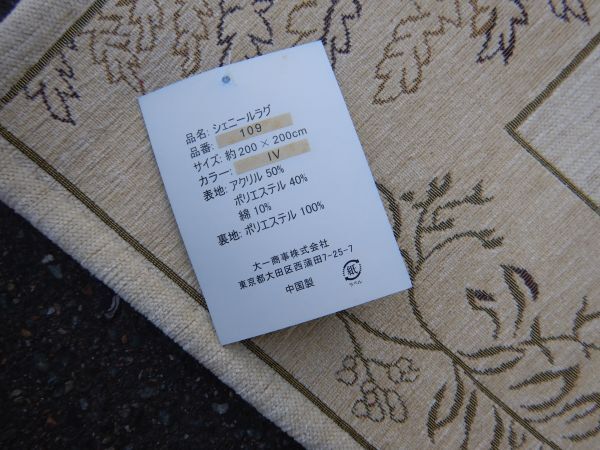 品名: シェニールラグ
品番: 109
サイズ: 約200×200cm
カラー: IV
表地: アクリル 50%
ポリエステル 40%
綿 10%
裏地: ポリエステル 100%
大一商事株式会社
東京都大田区西蒲田7-25-7
中国製
紙
ラベル